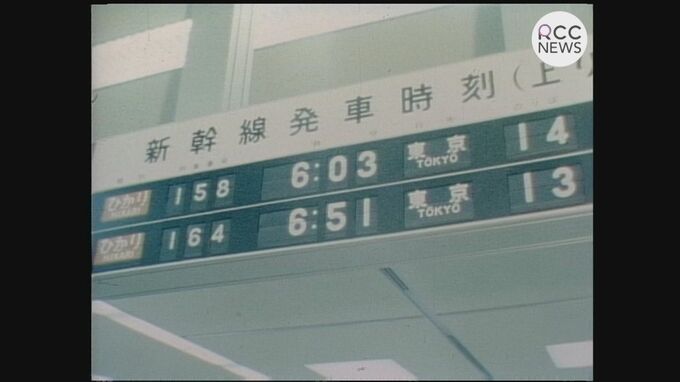 RCC
NEWS
新幹線発車時刻(上り
ひかり 158 6:03 東京 14
HIKARI TOKYO
ひかり 164 6:51 東京 13
HIKARI TOKYO